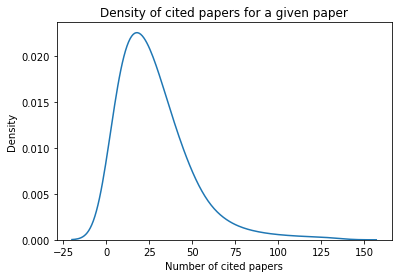 Density of cited papers for a given paper
0.020
0.015
0.010
0.005
0.000
Density
−25 0 25 50 75 100 125 150
Number of cited papers